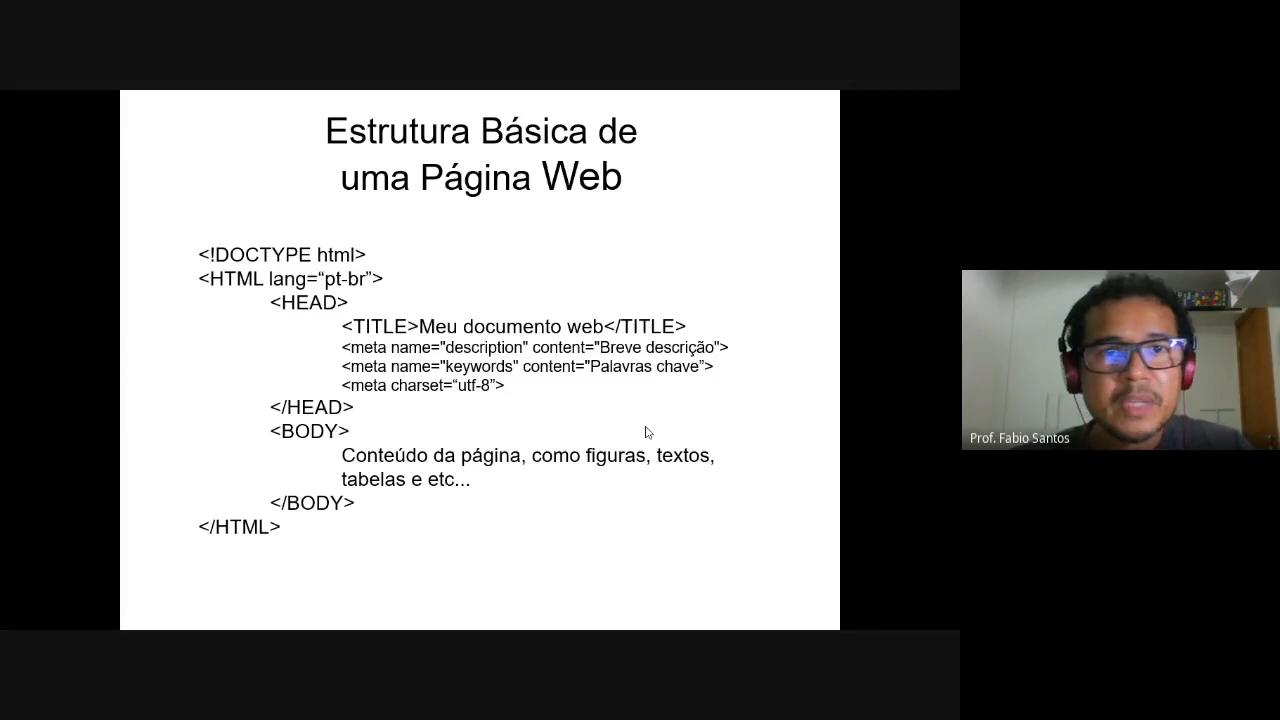 Estrutura Básica de
uma Página Web
<!DOCTYPE html>
<HTML lang=“pt-br”>
<HEAD>
<TITLE>Meu documento web</TITLE>
<meta name="description" content="Breve descrição">
<meta name="keywords" content="Palavras chave”>
<meta charset=“utf-8”>
</HEAD>
<BODY>
Conteúdo da página, como figuras, textos,
tabelas e etc...
</BODY>
</HTML>
Prof. Fabio Santos